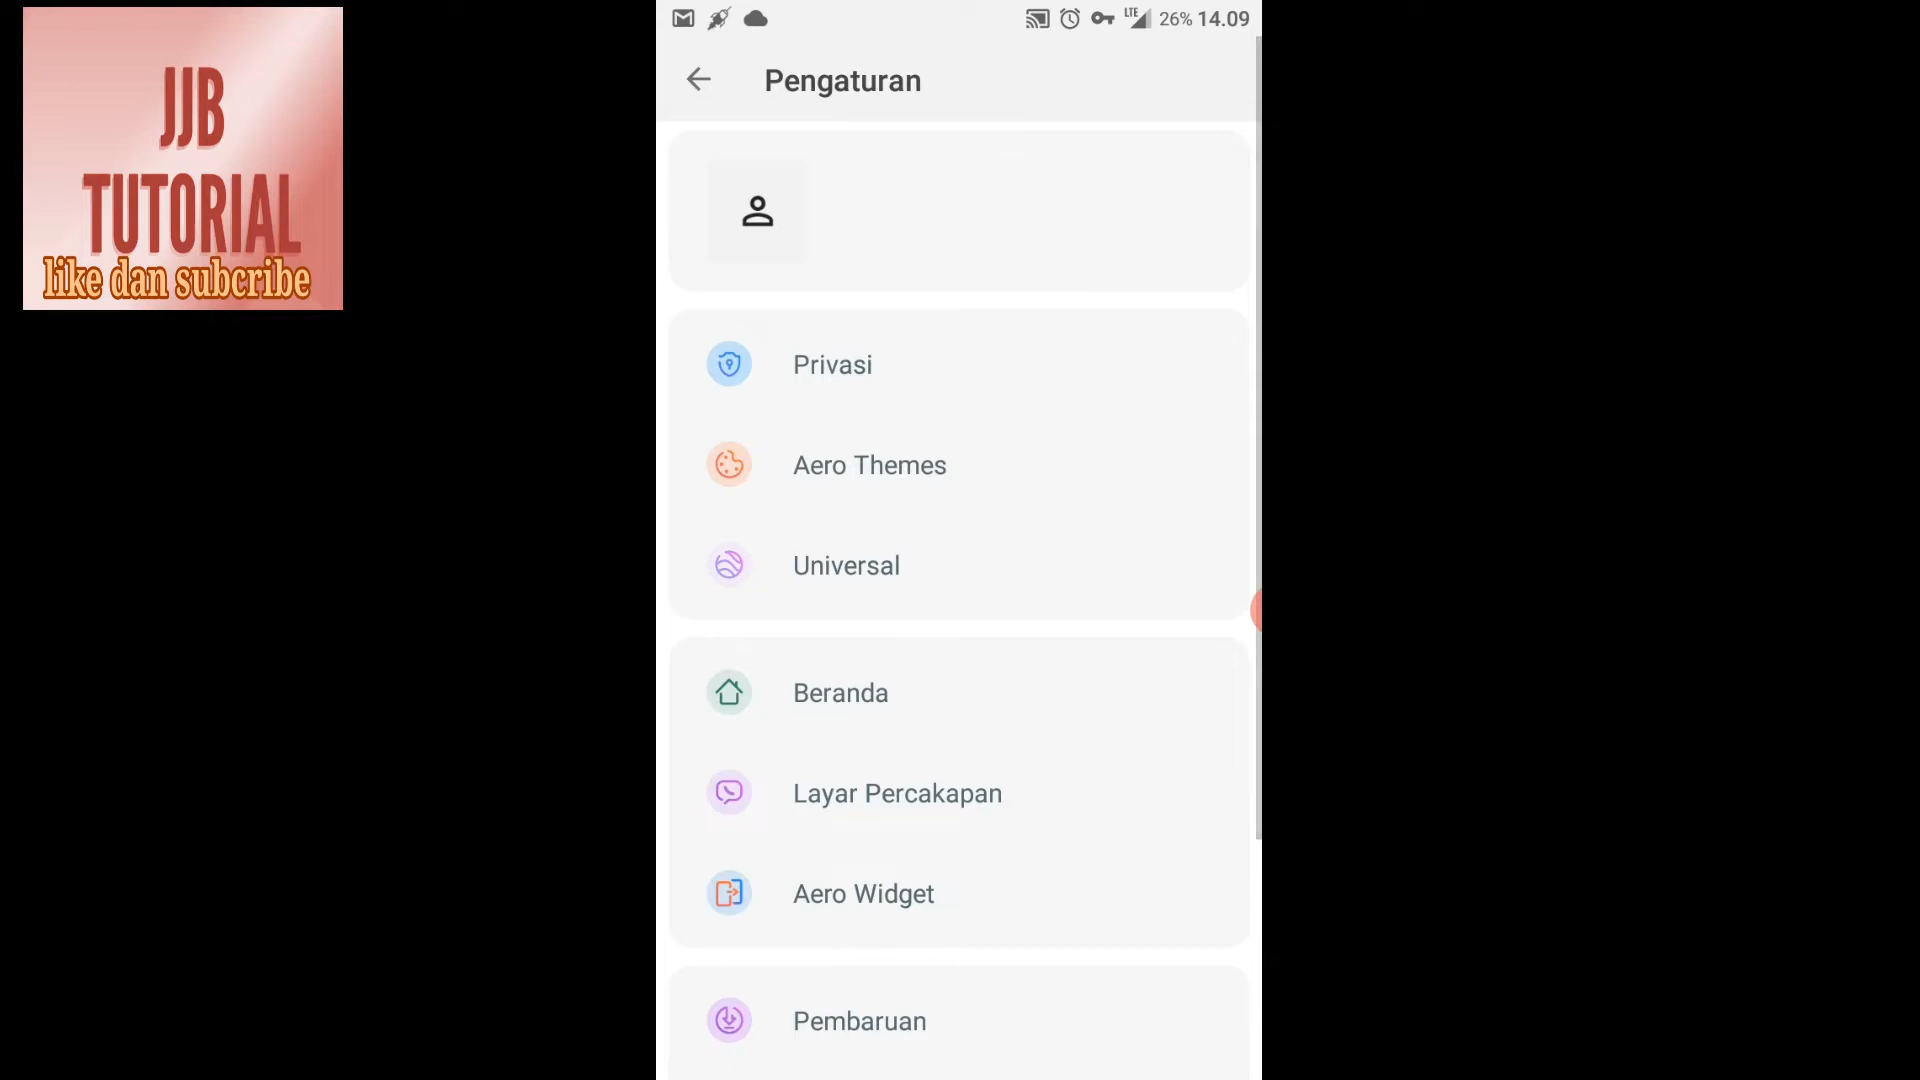 JJB
TUTORIAL
like dan subcribe
LTE 26% 14.09
Pengaturan
Privasi
Aero Themes
Universal
Beranda
Layar Percakapan
Aero Widget
Pembaruan